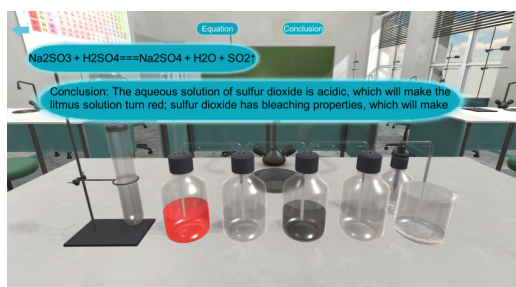 Equation
Conclusion
Na2SO3 + H2SO4===Na2SO4 + H2O + SO2↑
Conclusion: The aqueous solution of sulfur dioxide is acidic, which will make the
litmus solution turn red; sulfur dioxide has bleaching properties, which will make